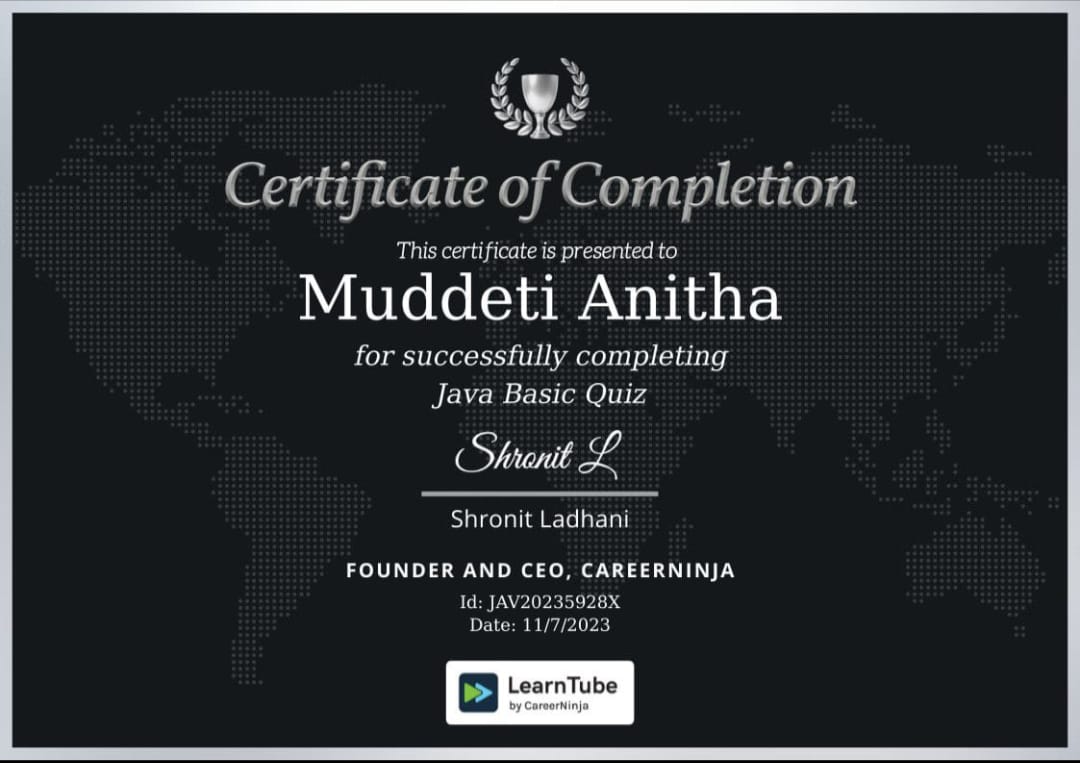 Certificate of Completion
This certificate is presented to
Muddeti Anitha
for successfully completing
Java Basic Quiz
Shronit L
Shronit Ladhani
FOUNDER AND CEO, CAREERNINJA
Id: JAV20235928X
Date: 11/7/2023
LearnTube
by CareerNinja